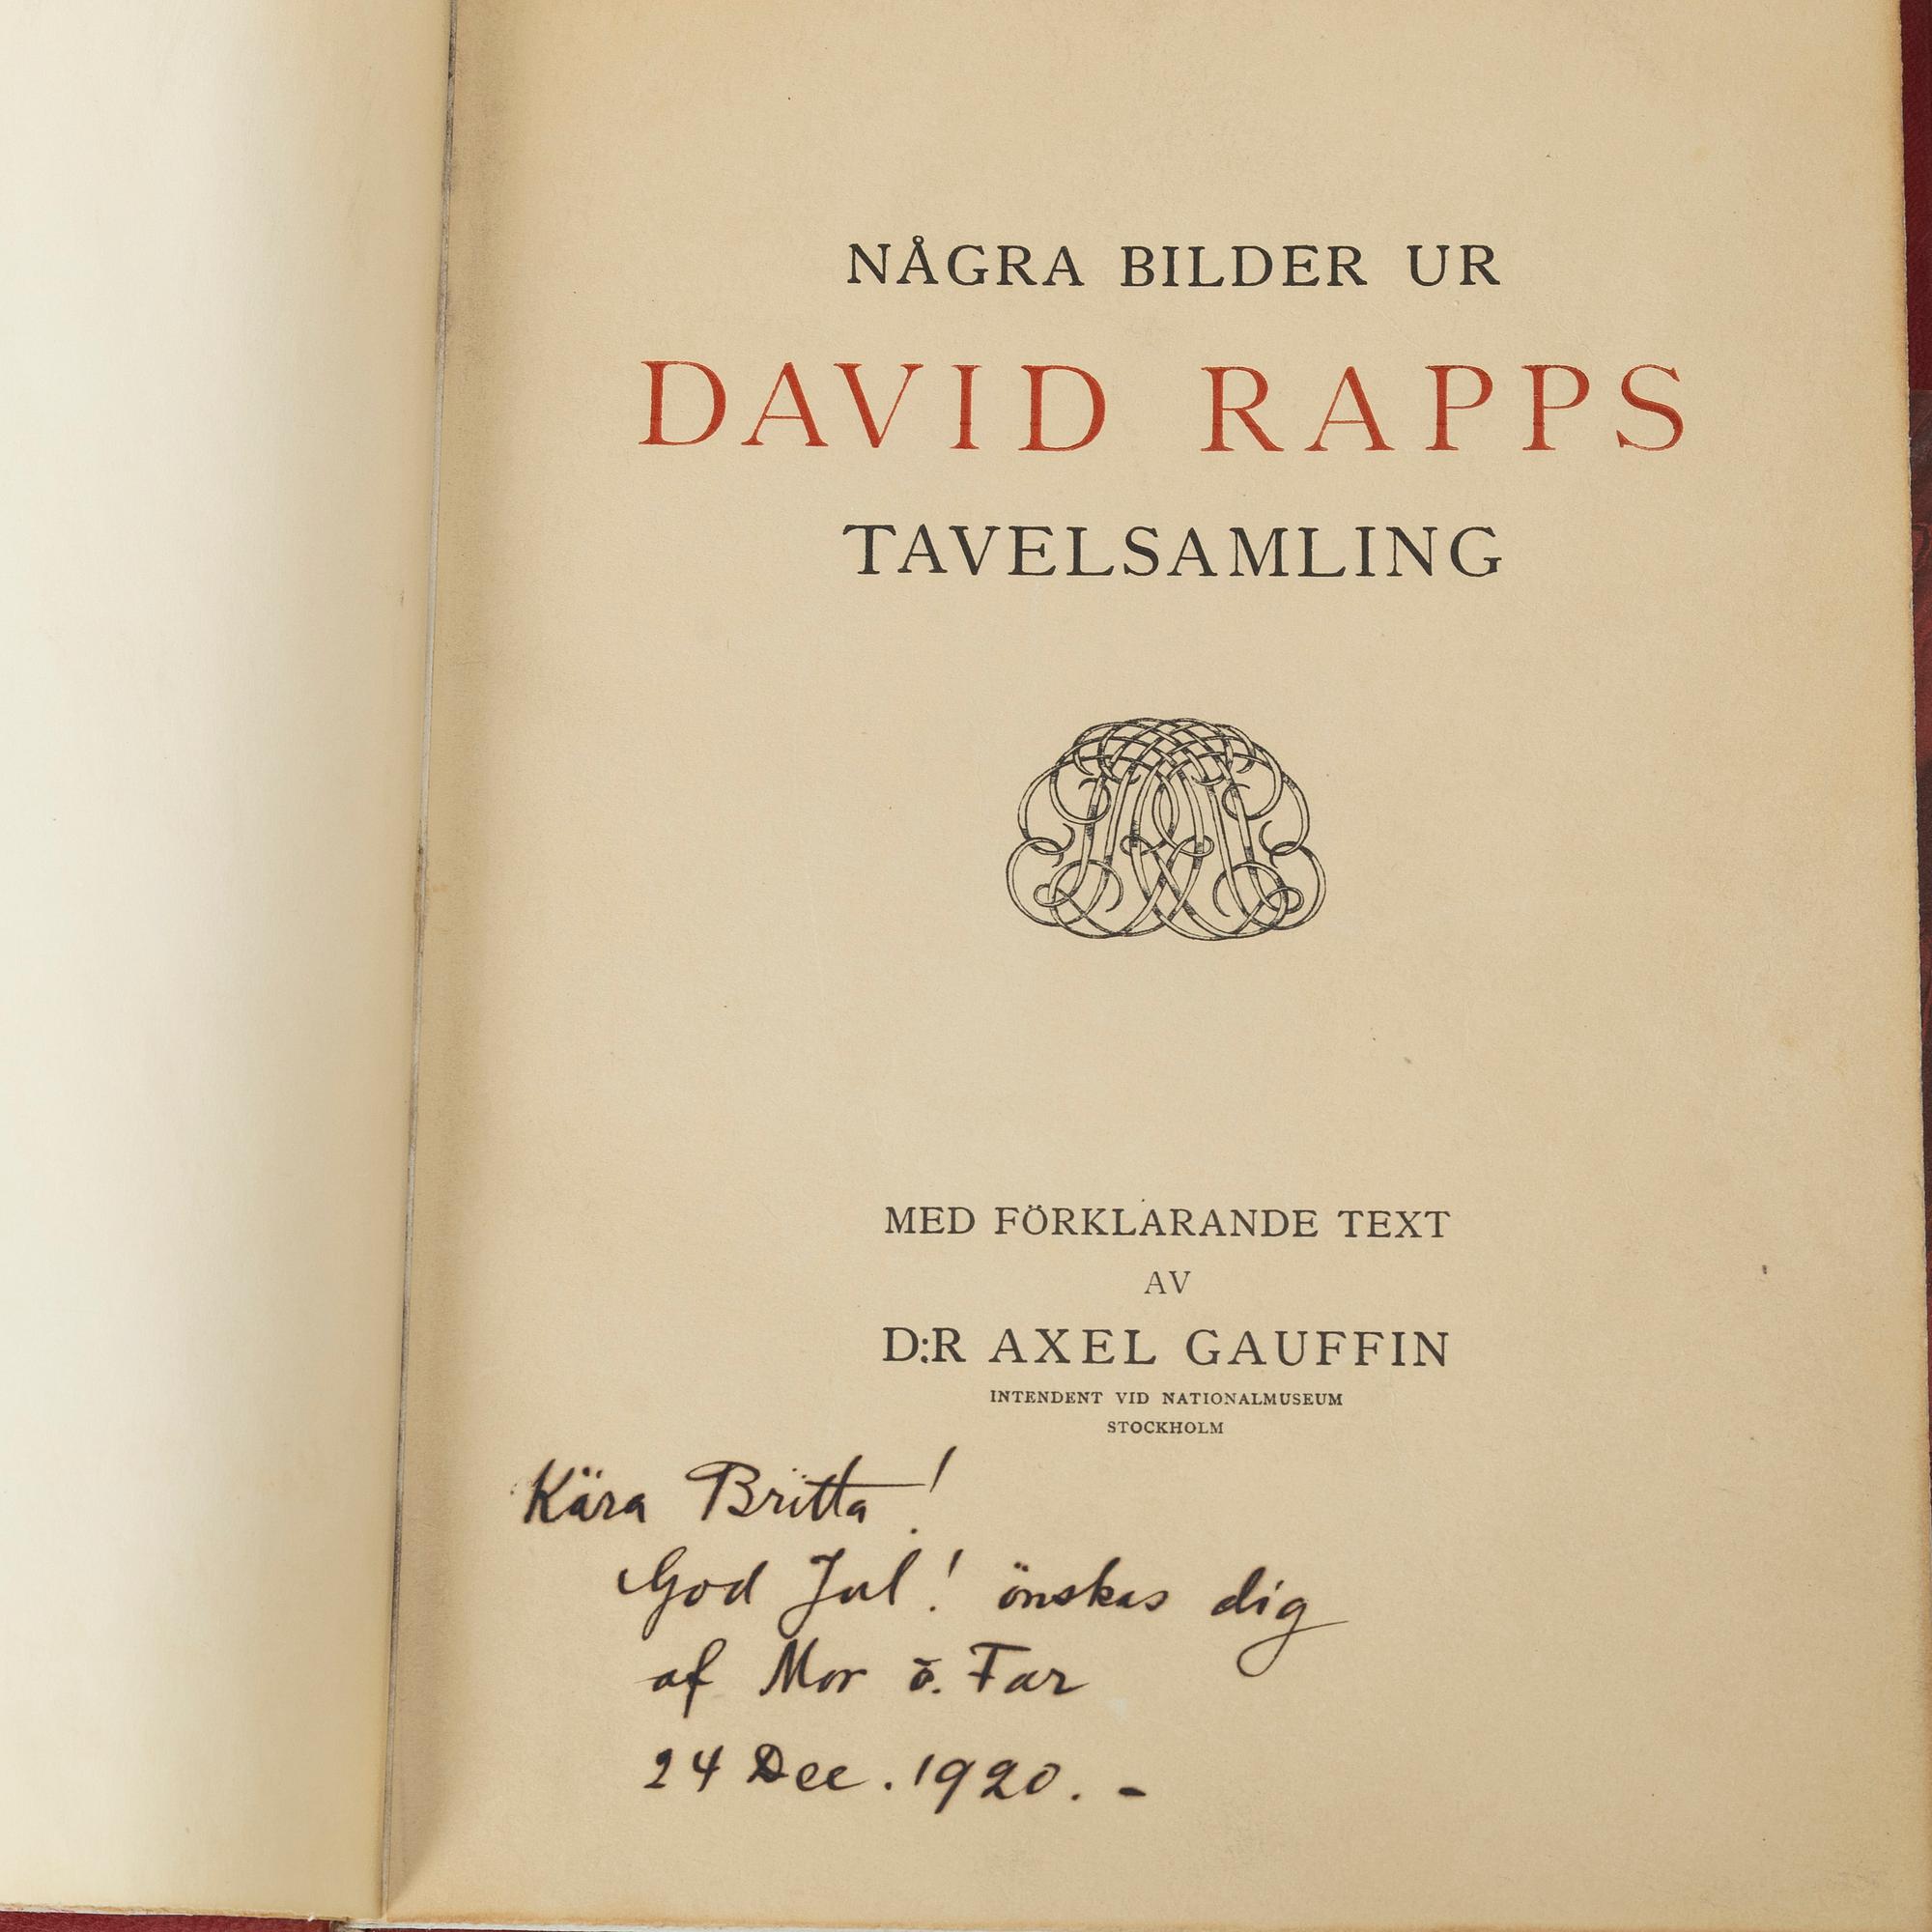 NÅGRA BILDER UR
DAVID RAPPS
TAVELSAMLING
MED FÖRKLARANDE TEXT
AV
D:R AXEL GAUFFIN
INTENDENT VID NATIONALMUSEUM
STOCKHOLM
Kära Britta!
God Jul! önskas dig
af Mor o. Far
24 Dec. 1920. -